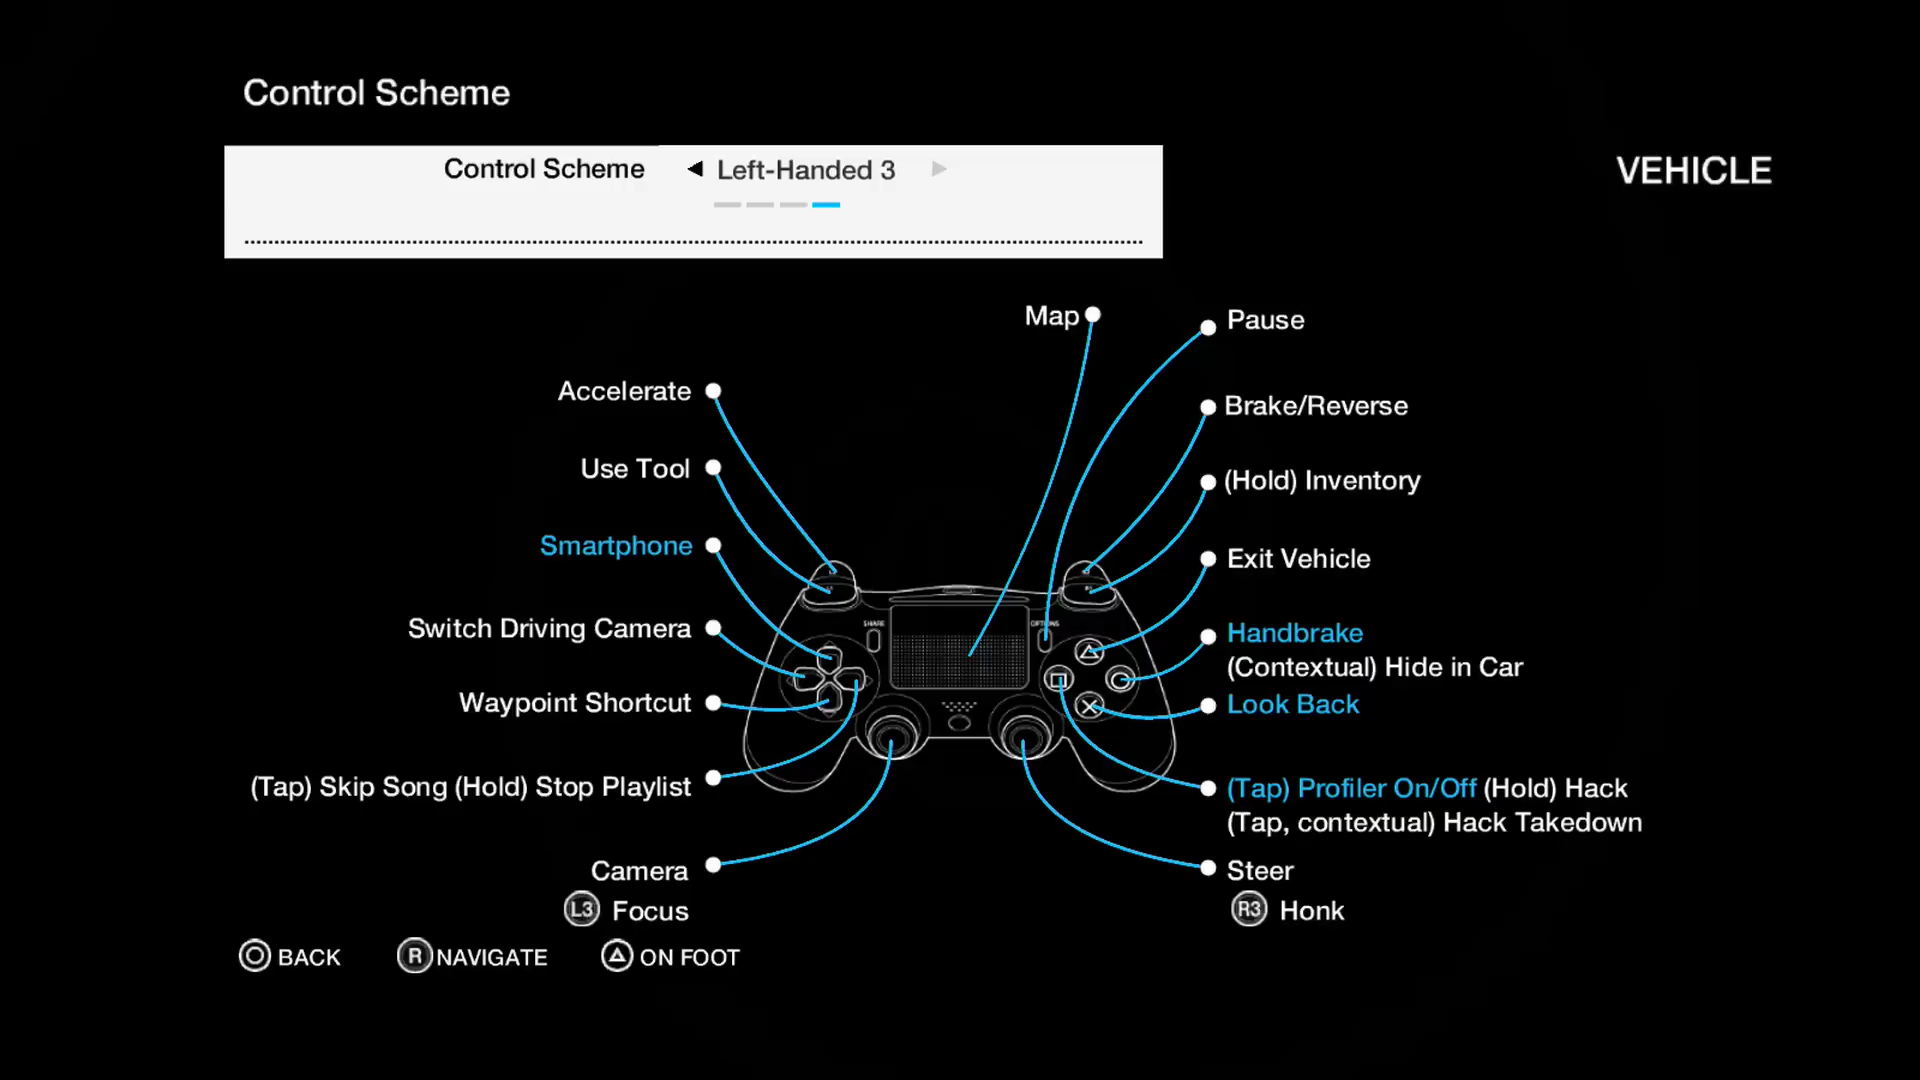 Control Scheme
Control Scheme Left-Handed 3
VEHICLE
Map
Pause
Accelerate
Brake/Reverse
Use Tool
(Hold) Inventory
Smartphone
Exit Vehicle
SHARE
OPTIONS
Switch Driving Camera
Handbrake
(Contextual) Hide in Car
Waypoint Shortcut
Look Back
(Tap) Skip Song (Hold) Stop Playlist
(Tap) Profiler On/Off (Hold) Hack
(Tap, contextual) Hack Takedown
Camera
Steer
L3 Focus
R3 Honk
BACK
R NAVIGATE
ON FOOT